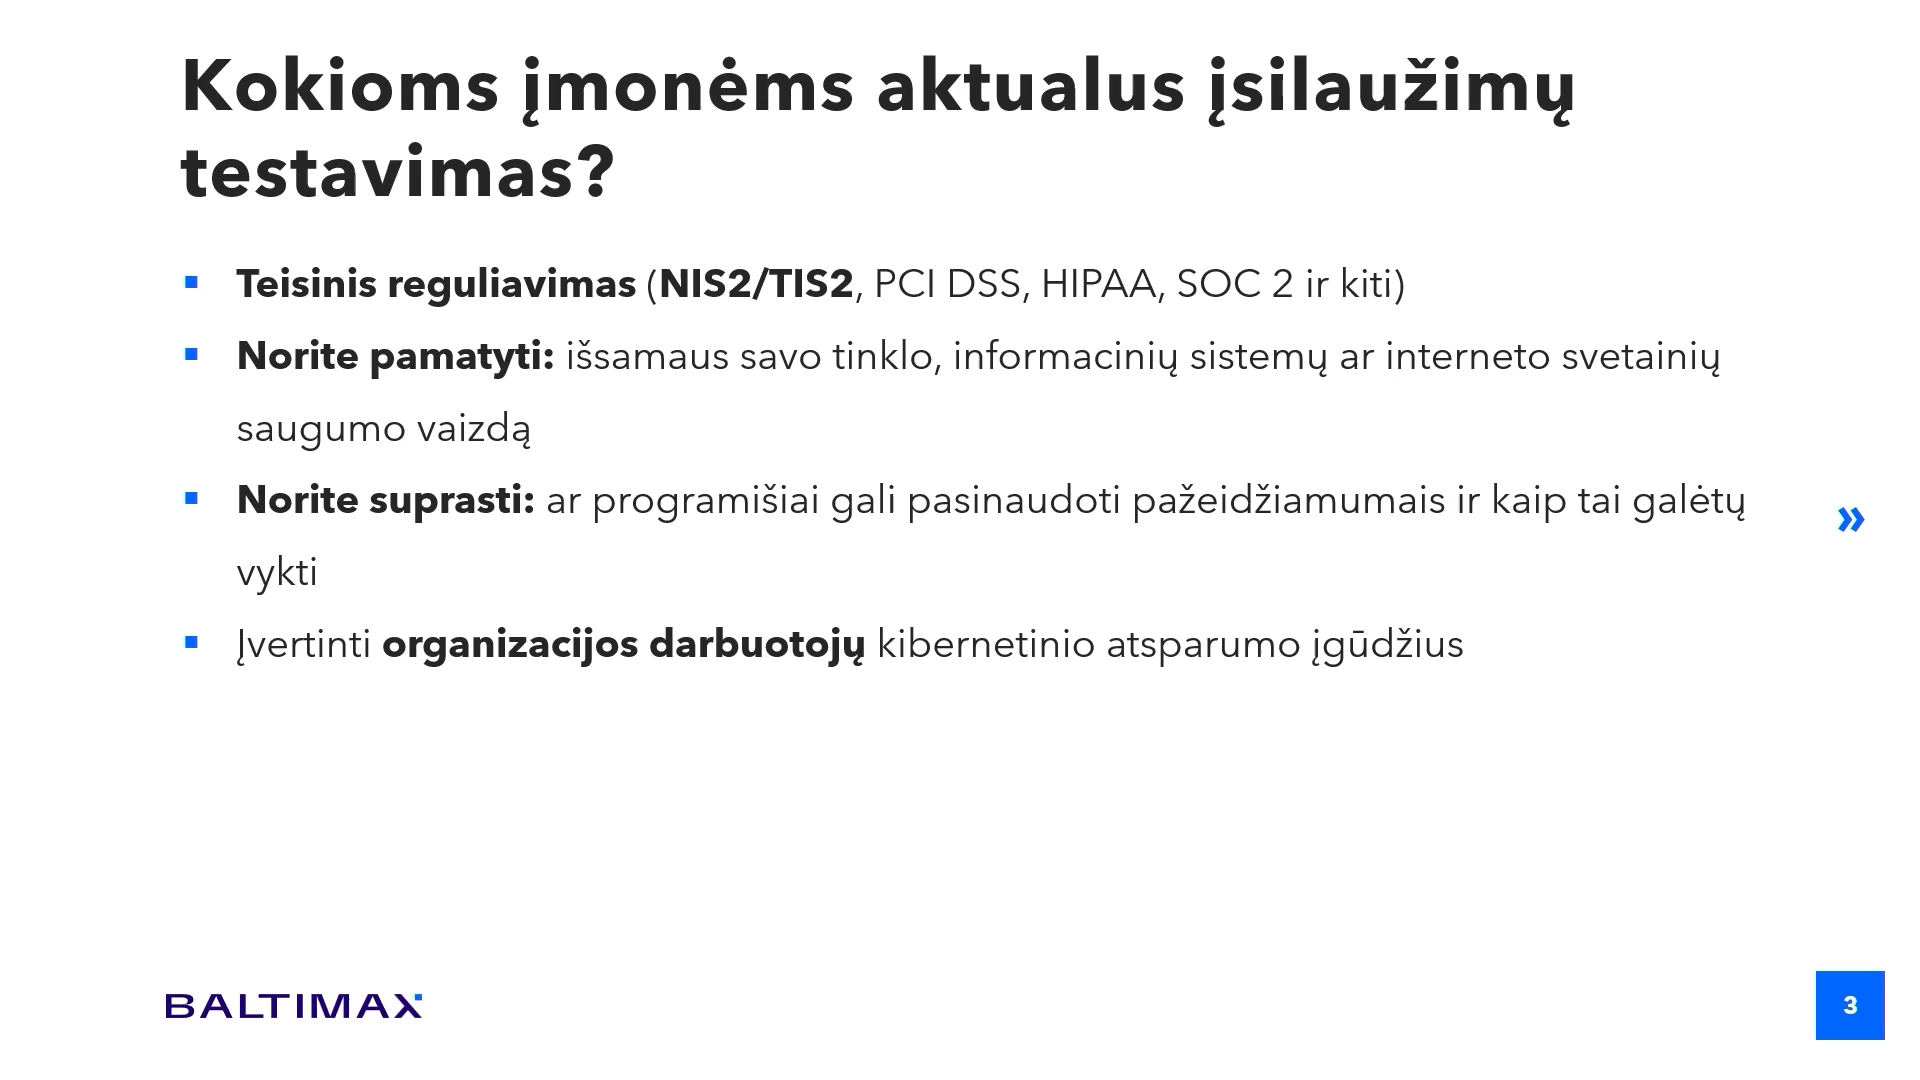 Kokioms įmonėms aktualus įsilaužimų
testavimas?
▪ Teisinis reguliavimas (NIS2/TIS2, PCI DSS, HIPAA, SOC 2 ir kiti)
▪ Norite pamatyti: išsamaus savo tinklo, informacinių sistemų ar interneto svetainių
saugumo vaizdą
▪ Norite suprasti: ar programišiai gali pasinaudoti pažeidžiamumais ir kaip tai galėtų
vykti
▪ Įvertinti organizacijos darbuotojų kibernetinio atsparumo įgūdžius
»
BALTIMAX
3